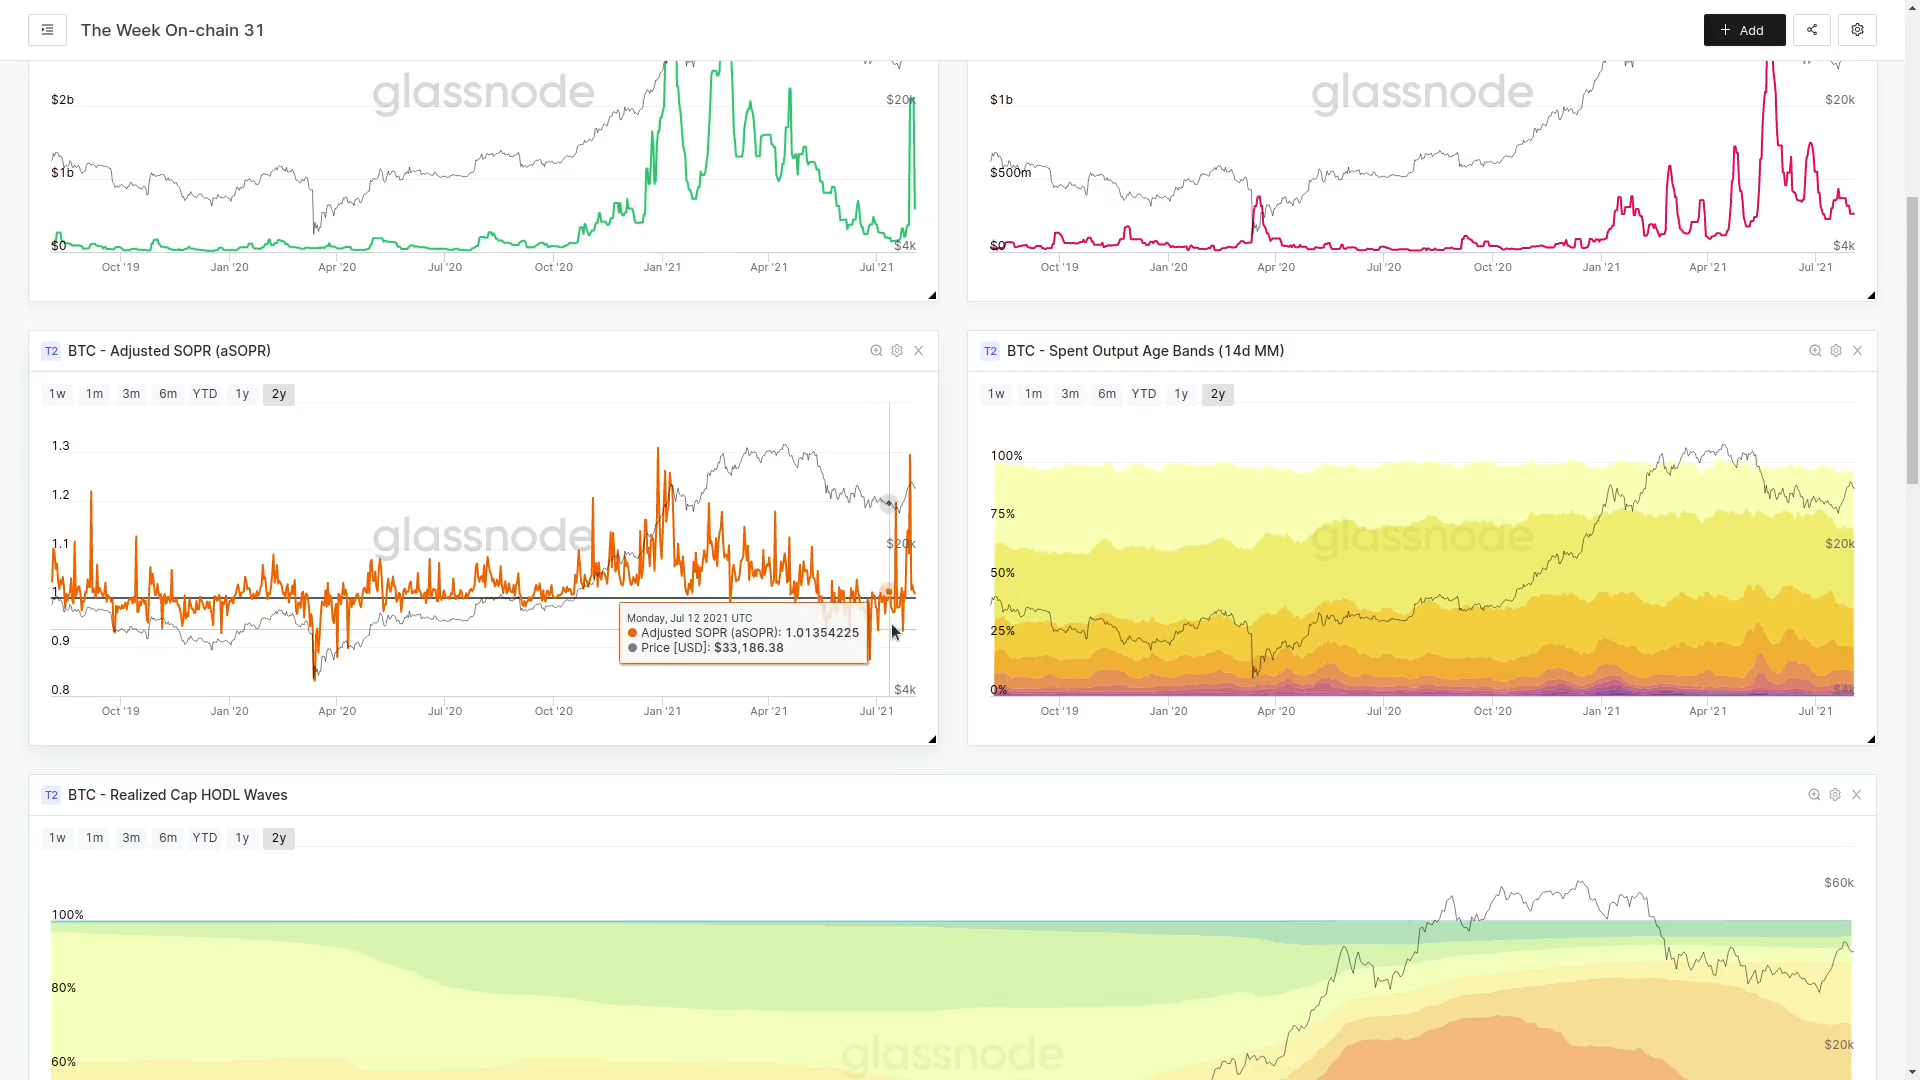 The Week On-chain 31
+ Add
glassnode
$2b
$1b
$0
$20k
$4k
Oct '19 Jan '20 Apr '20 Jul '20 Oct '20 Jan '21 Apr '21 Jul '21
glassnode
$1b
$500m
$0
$20k
$4k
Oct '19 Jan '20 Apr '20 Jul '20 Oct '20 Jan '21 Apr '21 Jul '21
T2 BTC - Adjusted SOPR (aSOPR)
1w 1m 3m 6m YTD 1y 2y
1.3
1.2
1.1
1
0.9
0.8
glassnode
$20k
$4k
Monday, Jul 12 2021 UTC
Adjusted SOPR (aSOPR): 1.01354225
Price [USD]: $33,186.38
Oct '19 Jan '20 Apr '20 Jul '20 Oct '20 Jan '21 Apr '21 Jul '21
T2 BTC - Spent Output Age Bands (14d MM)
1w 1m 3m 6m YTD 1y 2y
100%
75%
50%
25%
0%
glassnode
$20k
$4k
Oct '19 Jan '20 Apr '20 Jul '20 Oct '20 Jan '21 Apr '21 Jul '21
T2 BTC - Realized Cap HODL Waves
1w 1m 3m 6m YTD 1y 2y
100%
80%
60%
$60k
$20k
glassnode